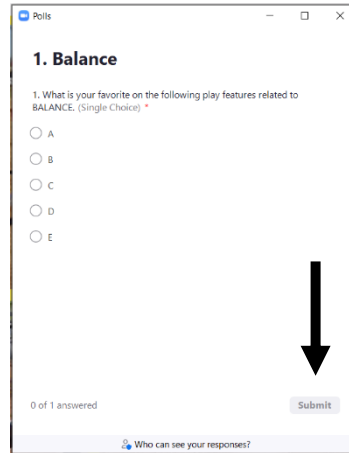 Polls
1. Balance
1. What is your favorite on the following play features related to
BALANCE. (Single Choice) *
A
B
C
D
E
0 of 1 answered
Submit
Who can see your responses?